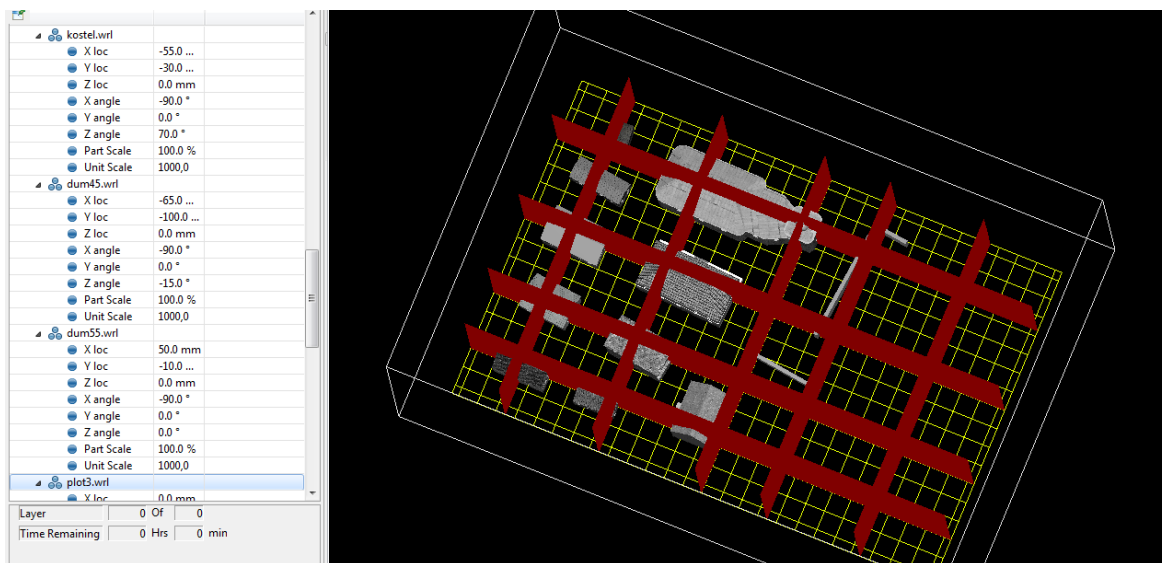 kostel.wrl
X loc -55.0 ...
Y loc -30.0 ...
Z loc 0.0 mm
X angle -90.0 °
Y angle 0.0 °
Z angle 70.0 °
Part Scale 100.0 %
Unit Scale 1000,0
dum45.wrl
X loc -65.0 ...
Y loc -100.0 ...
Z loc 0.0 mm
X angle -90.0 °
Y angle 0.0 °
Z angle -15.0 °
Part Scale 100.0 %
Unit Scale 1000,0
dum55.wrl
X loc 50.0 mm
Y loc -10.0 ...
Z loc 0.0 mm
X angle -90.0 °
Y angle 0.0 °
Z angle 0.0 °
Part Scale 100.0 %
Unit Scale 1000,0
plot3.wrl
X loc 0.0 mm
Layer 0 Of 0
Time Remaining 0 Hrs 0 min